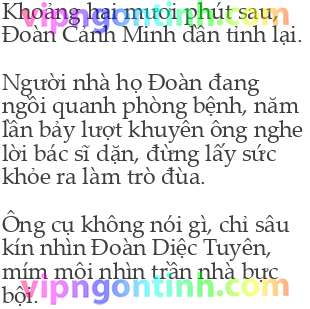 Khoảng hai mươi phút sau,
Đoàn Cảnh Minh dần tỉnh lại.
Người nhà họ Đoàn đang
ngồi quanh phòng bệnh, năm
lần bảy lượt khuyên ông nghe
lời bác sĩ dặn, đừng lấy sức
khỏe ra làm trò đùa.
Ông cụ không nói gì, chỉ sâu
kín nhìn Đoàn Diệc Tuyên,
mím môi nhìn trần nhà bực
bội.
vipngontinh.com
vipngontinh.com